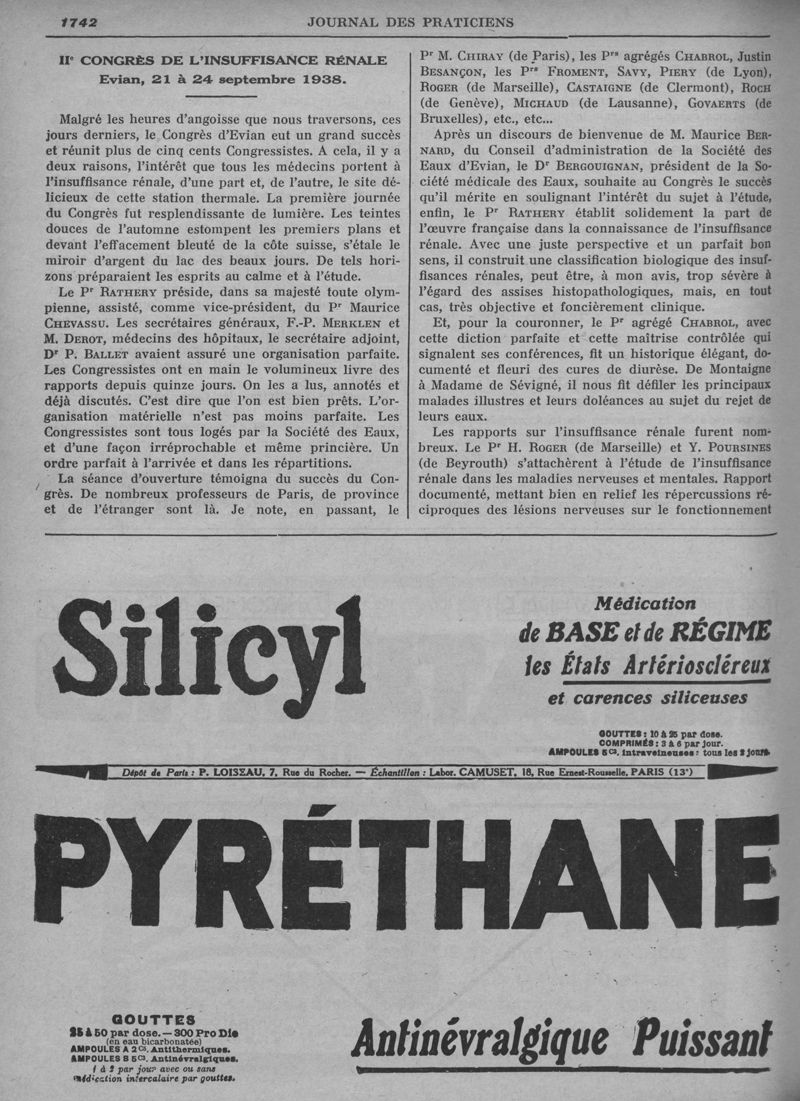 1742
JOURNAL DES PRATICIENS
IIe CONGRÈS DE L'INSUFFISANCE RÉNALE
Evian, 21 à 24 septembre 1938.
Malgré les heures d'angoisse que nous traversons, ces
jours derniers, le Congrès d'Evian eut un grand succès
et réunit plus de cinq cents Congressistes. A cela, il y a
deux raisons, l'intérêt que tous les médecins portent à
l'insuffisance rénale, d'une part et, de l'autre, le site dé-
licieux de cette station thermale. La première journée
du Congrès fut resplendissante de lumière. Les teintes
douces de l'automne estompent les premiers plans et
devant l'effacement bleuté de la côte suisse, s'étale le
miroir d'argent du lac des beaux jours. De tels hori-
zons préparaient les esprits au calme et à l'étude.
Le Pr RATHERY préside, dans sa majesté toute olym-
pienne, assisté, comme vice-président, du Pr Maurice
CHEVASSU. Les secrétaires généraux, F.-P. MERKLEN et
M. DEROT, médecins des hôpitaux, le secrétaire adjoint,
Dr P. BALLET avaient assuré une organisation parfaite.
Les Congressistes ont en main le volumineux livre des
rapports depuis quinze jours. On les a lus, annotés et
déjà discutés. C'est dire que l'on est bien prêts. L'or-
ganisation matérielle n'est pas moins parfaite. Les
Congressistes sont tous logés par la Société des Eaux,
et d'une façon irréprochable et même princière. Un
ordre parfait à l'arrivée et dans les répartitions.
La séance d'ouverture témoigna du succès du Con-
grès. De nombreux professeurs de Paris, de province
et de l'étranger sont là. Je note, en passant, le
Pr M. CHIRAY (de Paris), les Prs agrégés CHABROL, Justin
BESANÇON, les Prs FROMENT, SAVY, PIERY (de Lyon),
ROGER (de Marseille), CASTAIGNE (de Clermont), ROCH
(de Genève), MICHAUD (de Lausanne), GOVAERTS (de
Bruxelles), etc., etc...
Après un discours de bienvenue de M. Maurice BER-
NARD, du Conseil d'administration de la Société des
Eaux d'Evian, le Dr BERGOUIGNAN, président de la So-
ciété médicale des Eaux, souhaite au Congrès le succès
qu'il mérite en soulignant l'intérêt du sujet à l'étude,
enfin, le Pr RATHERY établit solidement la part de
l'œuvre française dans la connaissance de l'insuffisance
rénale. Avec une juste perspective et un parfait bon
sens, il construit une classification biologique des insuf-
fisances rénales, peut être, à mon avis, trop sévère à
l'égard des assises histopathologiques, mais, en tout
cas, très objective et foncièrement clinique.
Et, pour la couronner, le Pr agrégé CHABROL, avec
cette diction parfaite et cette maîtrise contrôlée qui
signalent ses conférences, fit un historique élégant, do-
cumenté et fleuri des cures de diurèse. De Montaigne
à Madame de Sévigné, il nous fit défiler les principaux
malades illustres et leurs doléances au sujet du rejet de
leurs eaux.
Les rapports sur l'insuffisance rénale furent nom-
breux. Le Pr H. ROGER (de Marseille) et Y. POURSINES
(de Beyrouth) s'attachèrent à l'étude de l'insuffisance
rénale dans les maladies nerveuses et mentales. Rapport
documenté, mettant bien en relief les répercussions ré-
ciproques des lésions nerveuses sur le fonctionnement
Silicyl
Médication
de BASE et de RÉGIME
les États Artérioscléreux
et carences siliceuses
GOUTTES : 10 à 25 par dose.
COMPRIMÉS : 3 à 6 par jour.
AMPOULES 5 cs. intraveineuses : tous les 2 jours.
Dépôt de Paris : P. LOISEAU, 7, Rue du Rocher. — Échantillon : Labor. CAMUSET, 18, Rue Ernest-Rousselle, PARIS (13e)
PYRÉTHANE
GOUTTES
25 à 50 par dose. — 300 Pro Die
(en eau bicarbonatée)
AMPOULES A 2 cs. Antithermiques.
AMPOULES B 5 cs. Antinévralgiques.
1 à 2 par jour avec ou sans
médication intercalaire par gouttes.
Antinévralgique Puissant